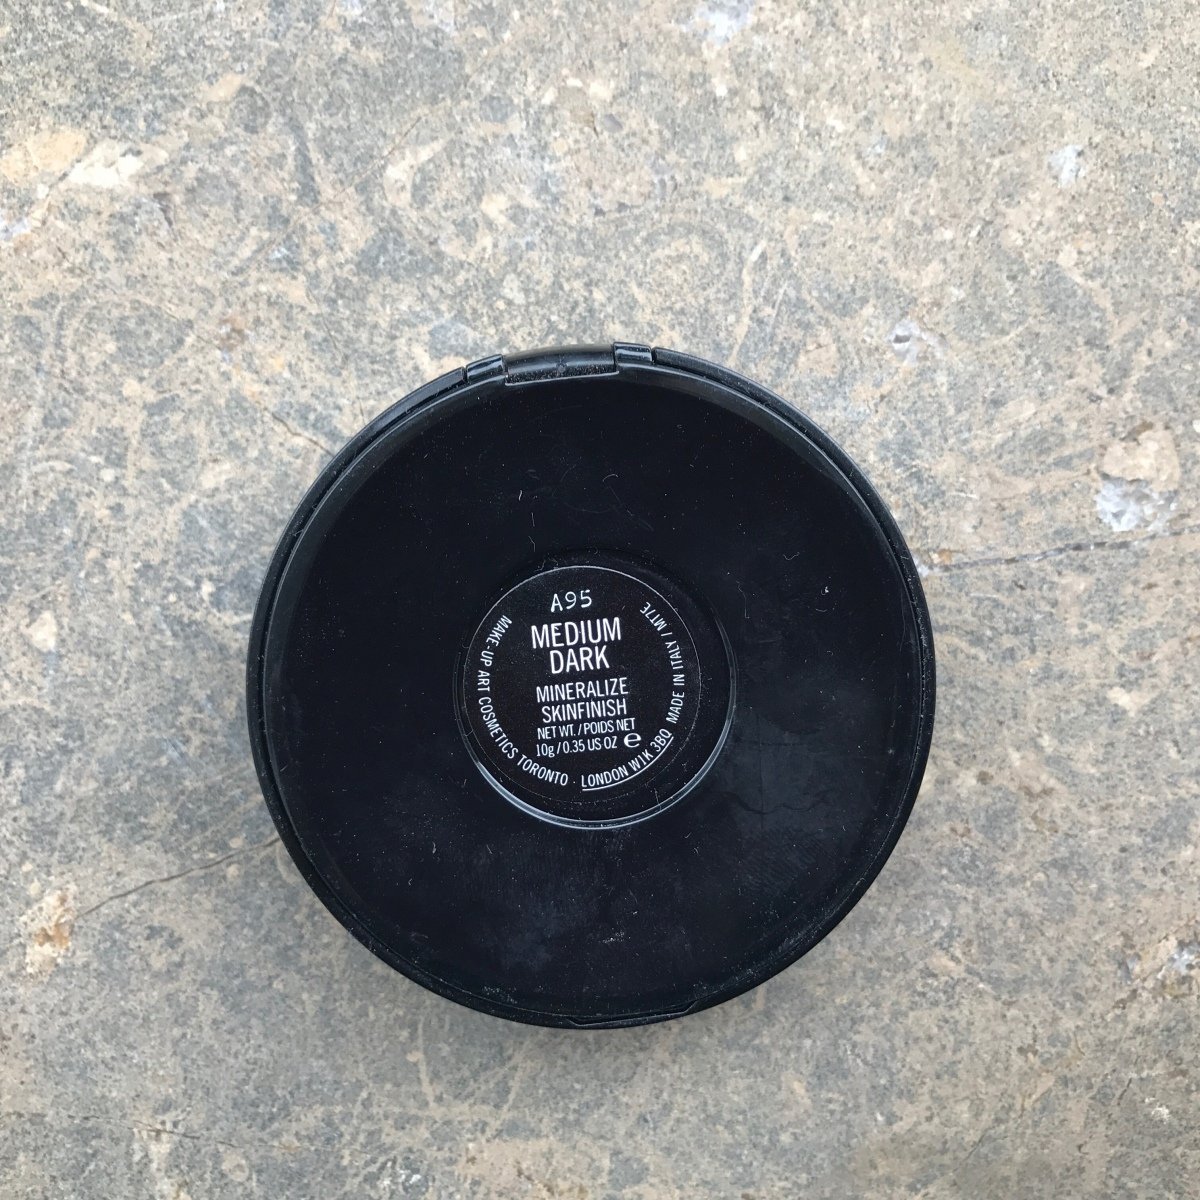 A95
MEDIUM
DARK
MINERALIZE
SKINFINISH
NET WT. / POIDS NET
10g / 0.35 US OZ ℮
MAKE-UP ART COSMETICS TORONTO · LONDON W1K 3BQ MADE IN ITALY / MT7E